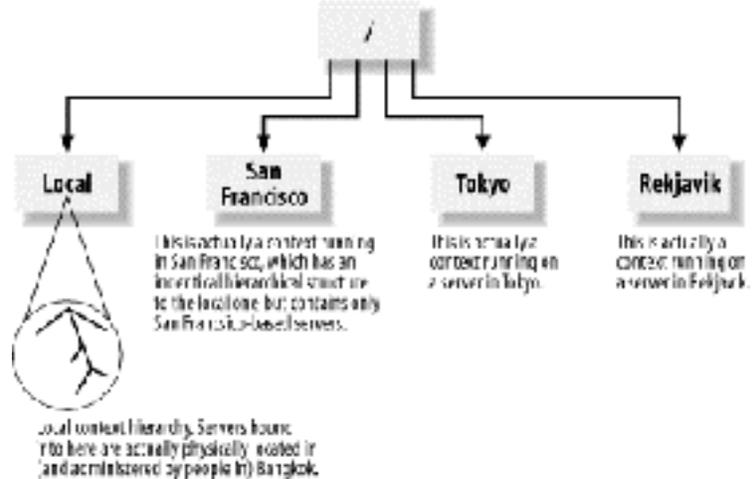 /
Local
San
Francisco
Tokyo
Rekjavik
This is actually a context running
in San Francisco, which has an
indentical hierarchical structure
to the local one, but contains only
San Francisico-based servers.
This is actually a
context running on
a server in Tokyo.
This is actually a
context running on
a server in Rekjavik.
Local context hierarchy. Servers bound
into here are actually physically located in
(and administered by people in) Bangkok.